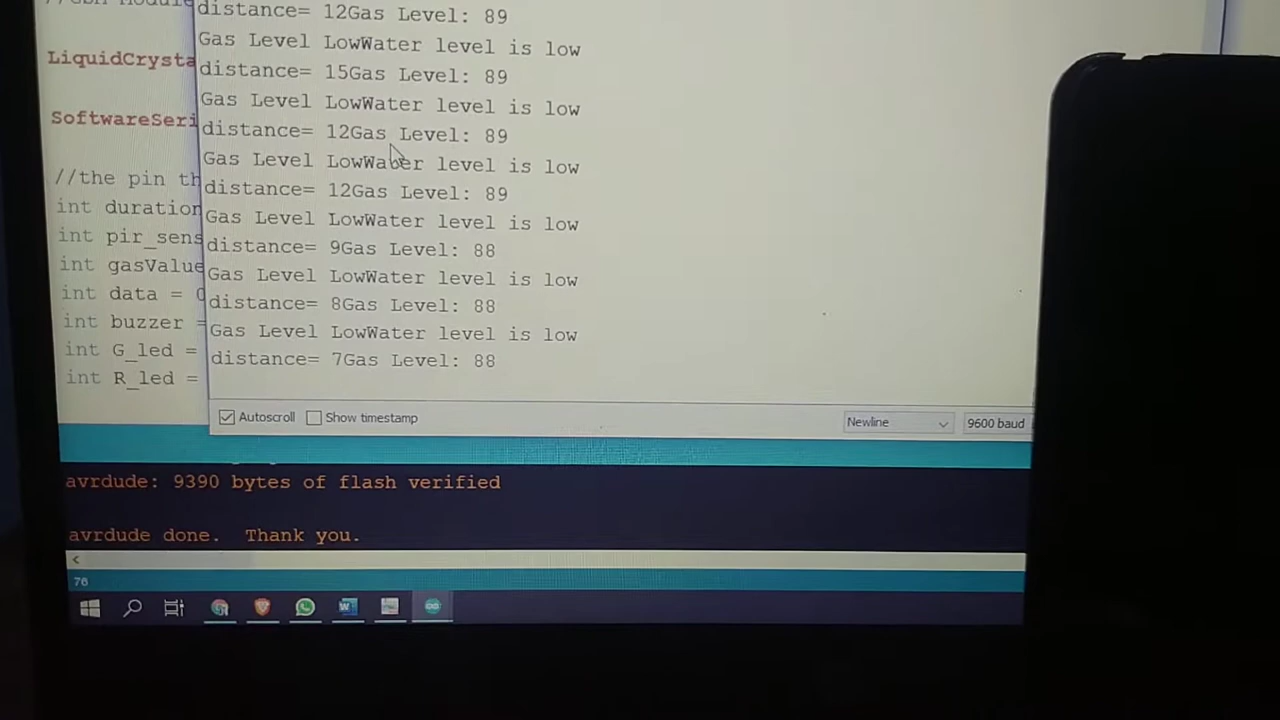 distance= 12Gas Level: 89
Gas Level LowWater level is low
distance= 15Gas Level: 89
Gas Level LowWater level is low
distance= 12Gas Level: 89
Gas Level LowWater level is low
distance= 12Gas Level: 89
Gas Level LowWater level is low
distance= 9Gas Level: 88
Gas Level LowWater level is low
distance= 8Gas Level: 88
Gas Level LowWater level is low
distance= 7Gas Level: 88
LiquidCrysta
SoftwareSeri
//the pin th
int duration
int pir_sens
int gasValue
int data = 0
int buzzer =
int G_led =
int R_led =
Autoscroll Show timestamp
Newline
9600 baud
avrdude: 9390 bytes of flash verified
avrdude done. Thank you.
76